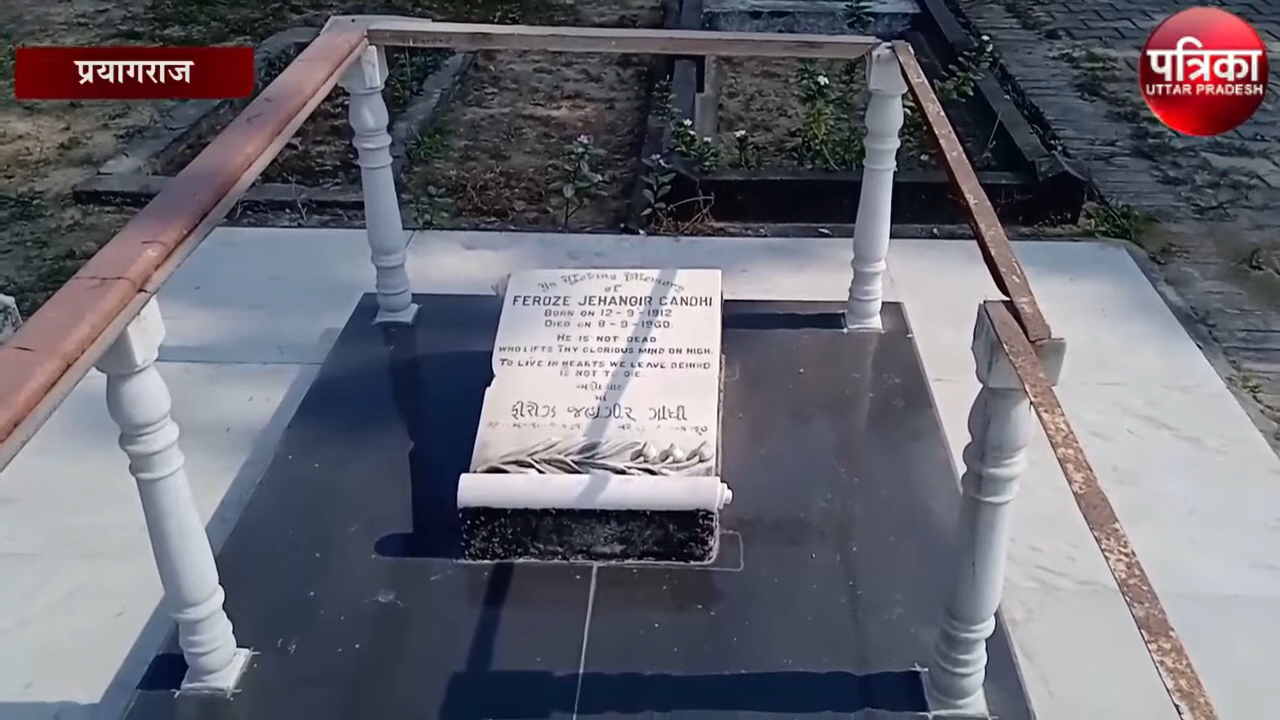 प्रयागराज
पत्रिका
UTTAR PRADESH
In Loving Memory
of
FEROZE JEHANGIR GANDHI
BORN ON 12-9-1912
DIED ON 8-9-1960.
HE IS NOT DEAD
WHO LIFTS THY GLORIOUS MIND ON HIGH.
TO LIVE IN HEARTS WE LEAVE BEHIND
IS NOT TO DIE.
ફીરોઝ જહાંગીર ગાંધી